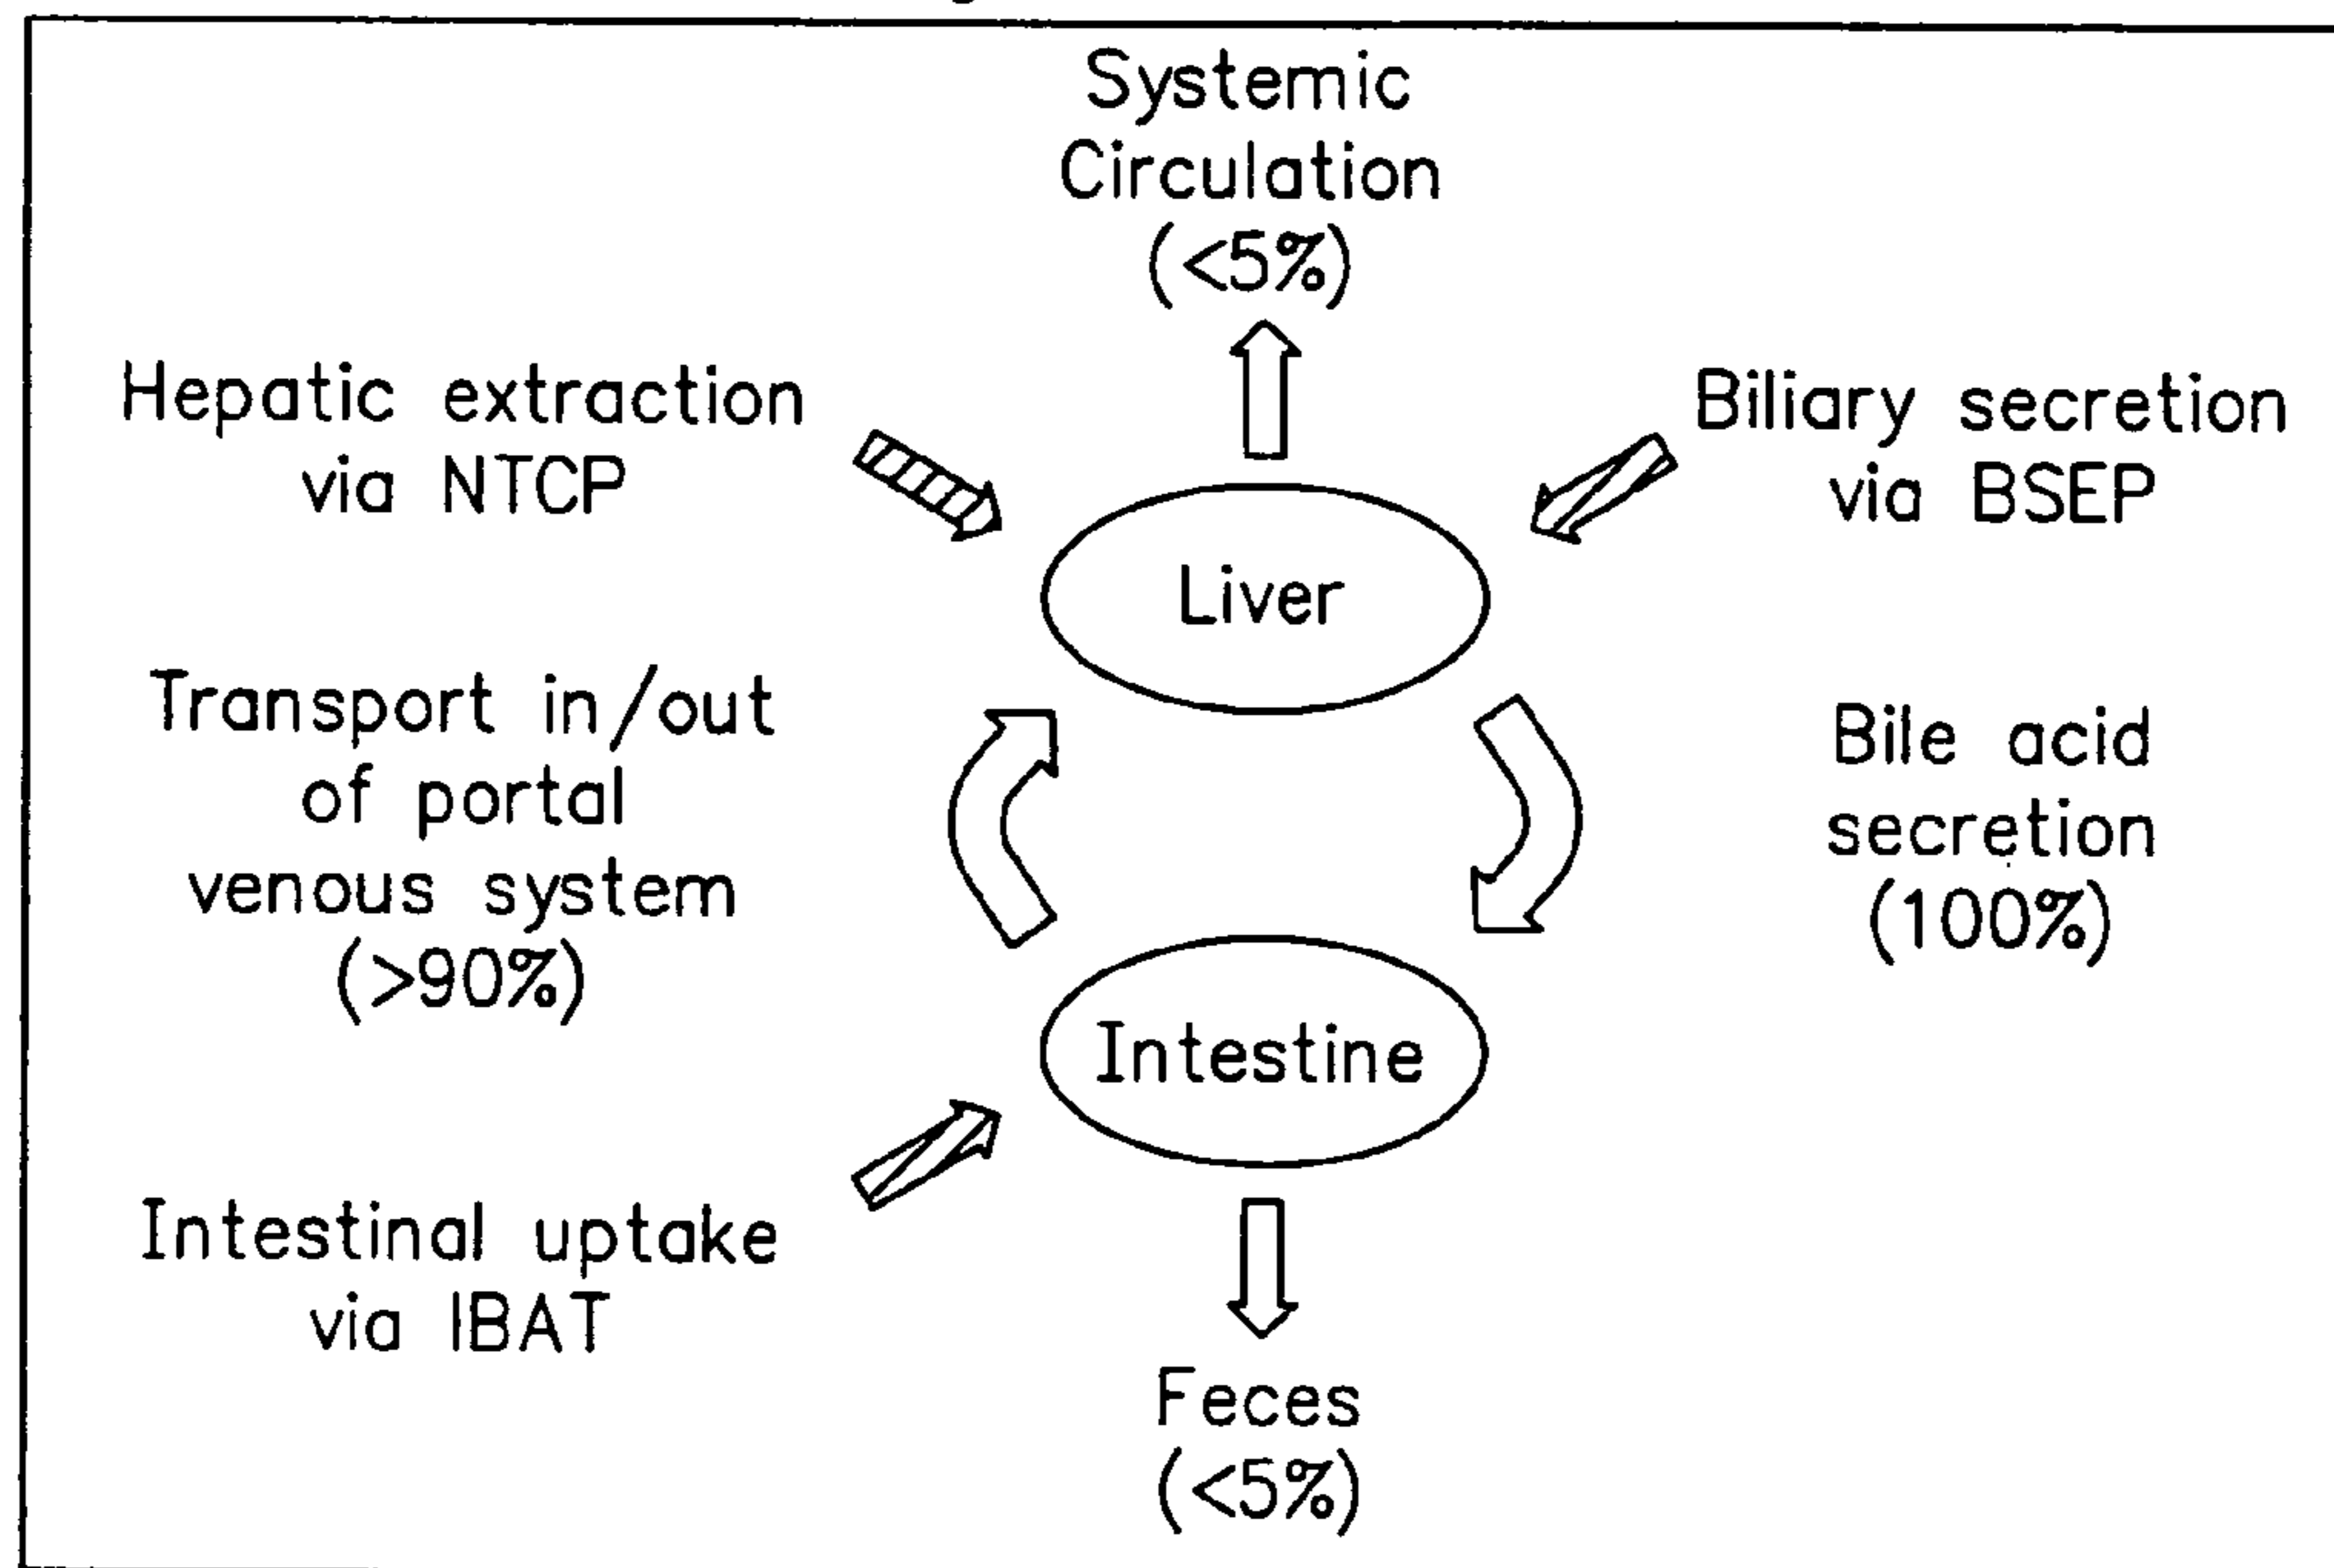 Systemic
Circulation
(<5%)
Hepatic extraction
via NTCP
Biliary secretion
via BSEP
Liver
Transport in/out
of portal
venous system
(>90%)
Bile acid
secretion
(100%)
Intestine
Intestinal uptake
via IBAT
Feces
(<5%)